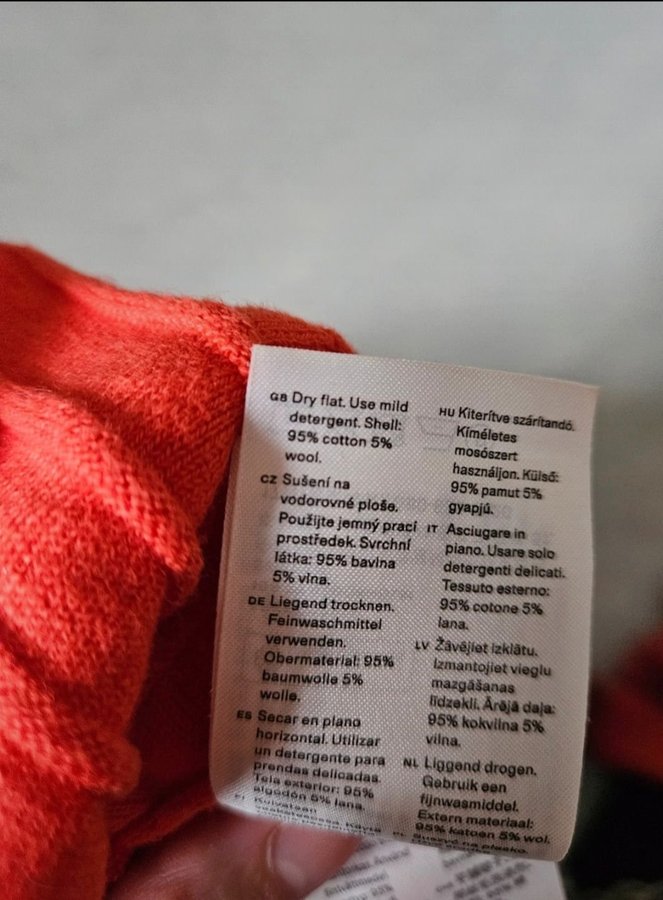 GB Dry flat. Use mild
detergent. Shell:
95% cotton 5%
wool.
CZ Sušení na
vodorovné ploše.
Použijte jemný prací
prostředek. Svrchní
látka: 95% bavlna
5% vlna.
DE Liegend trocknen.
Feinwaschmittel
verwenden.
Obermaterial: 95%
baumwolle 5%
wolle.
ES Secar en plano
horizontal. Utilizar
un detergente para
prendas delicadas.
Tela exterior: 95%
algodón 5% lana.
FI Kuivataan
HU Kiterítve szárítandó.
Kíméletes
mosószert
használjon. Külső:
95% pamut 5%
gyapjú.
IT Asciugare in
piano. Usare solo
detergenti delicati.
Tessuto esterno:
95% cotone 5%
lana.
LV Žāvējiet izklātu.
Izmantojiet vieglu
mazgāšanas
līdzekli. Ārējā daļa:
95% kokvilna 5%
vilna.
NL Liggend drogen.
Gebruik een
fijnwasmiddel.
Extern materiaal:
95% katoen 5% wol.